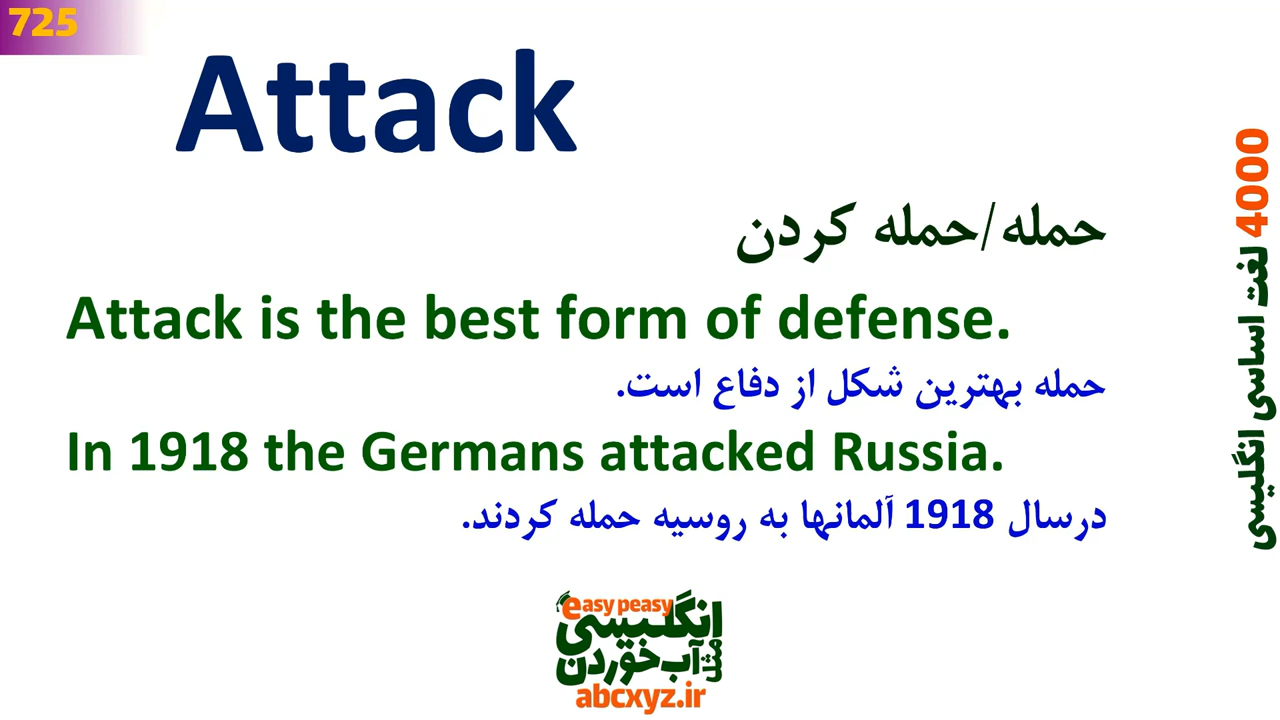 725
Attack
حمله/حمله کردن
Attack is the best form of defense.
حمله بهترین شکل از دفاع است.
In 1918 the Germans attacked Russia.
درسال 1918 آلمانها به روسیه حمله کردند.
4000 لغت اساسی انگلیسی
easy peasy
انگلیسی
مثل آب خوردن
abcxyz.ir